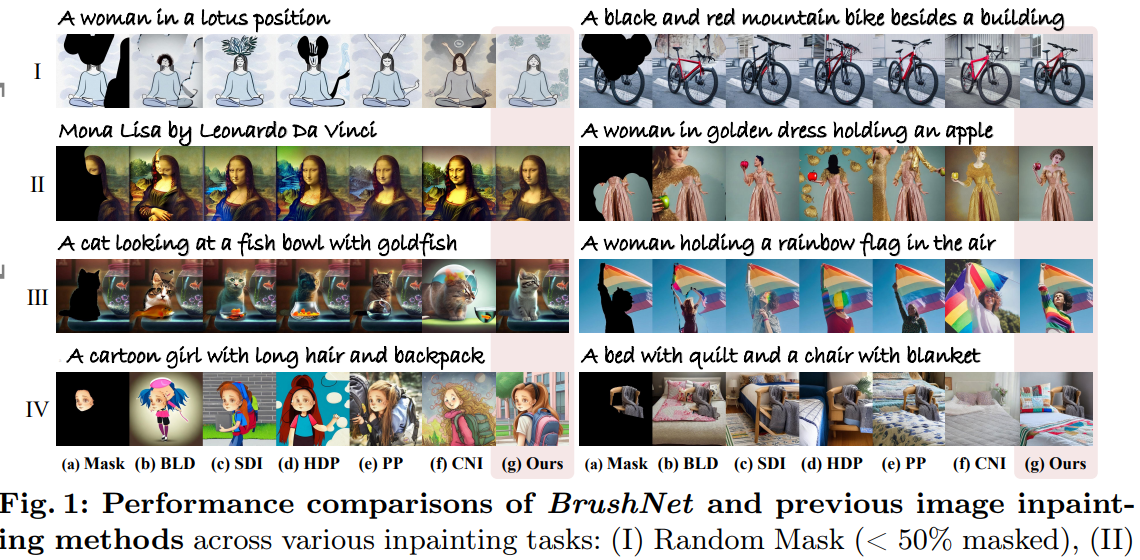 A woman in a lotus position
A black and red mountain bike besides a building
I
Mona Lisa by Leonardo Da Vinci
A woman in golden dress holding an apple
II
A cat looking at a fish bowl with goldfish
A woman holding a rainbow flag in the air
III
A cartoon girl with long hair and backpack
A bed with quilt and a chair with blanket
IV
(a) Mask (b) BLD (c) SDI (d) HDP (e) PP (f) CNI (g) Ours
(a) Mask (b) BLD (c) SDI (d) HDP (e) PP (f) CNI (g) Ours
Fig. 1: Performance comparisons of BrushNet and previous image inpaint-
ing methods across various inpainting tasks: (I) Random Mask (< 50% masked), (II)